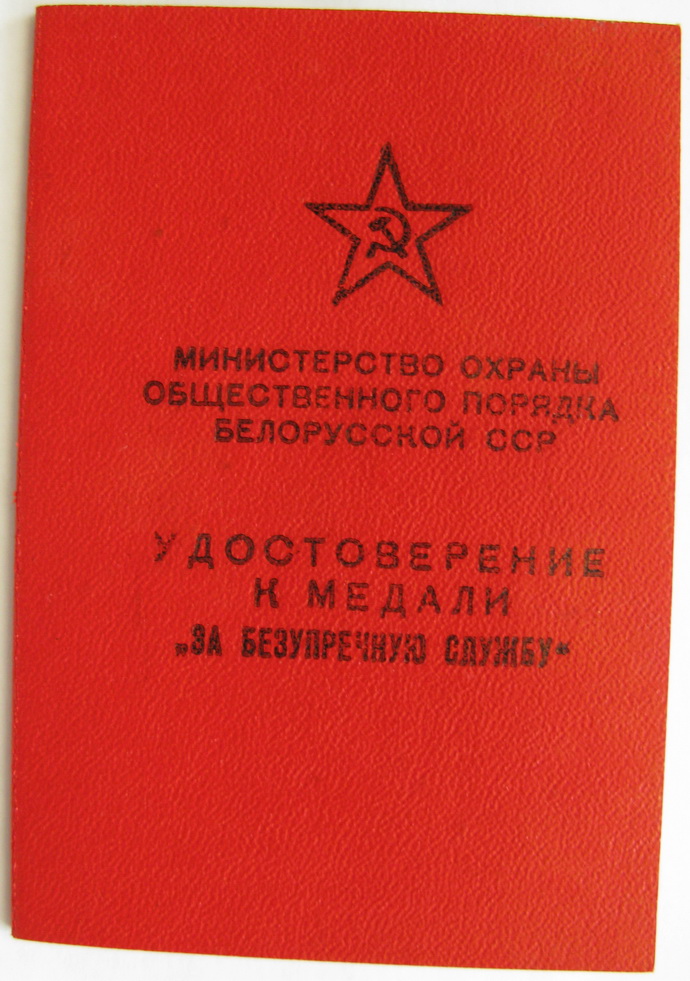 МИНИСТЕРСТВО ОХРАНЫ
ОБЩЕСТВЕННОГО ПОРЯДКА
БЕЛОРУССКОЙ ССР
УДОСТОВЕРЕНИЕ
К МЕДАЛИ
„ЗА БЕЗУПРЕЧНУЮ СЛУЖБУ“